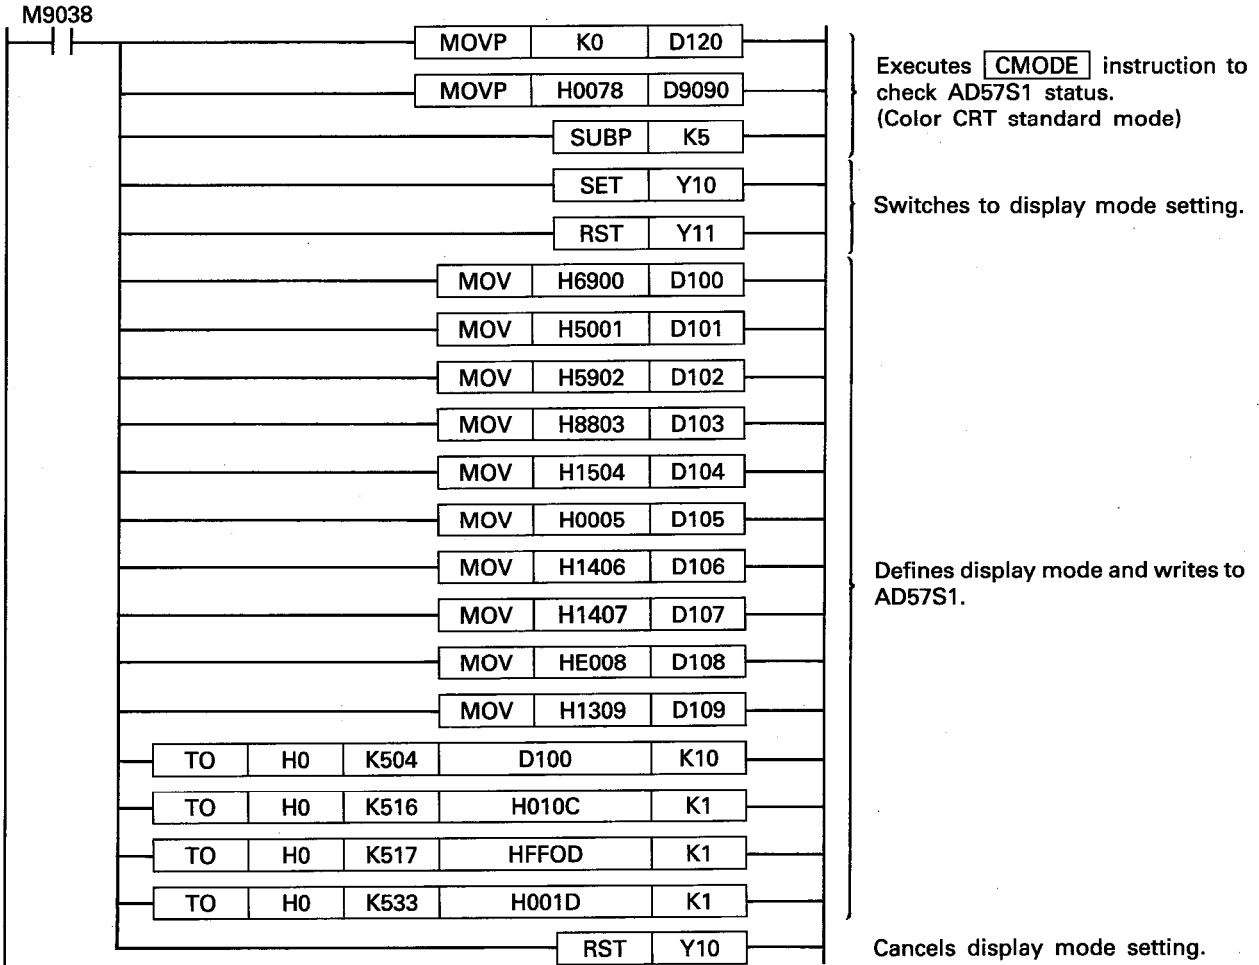 M9038
MOVP K0 D120
MOVP H0078 D9090
SUBP K5
Executes CMODE instruction to
check AD57S1 status.
(Color CRT standard mode)
SET Y10
RST Y11
Switches to display mode setting.
MOV H6900 D100
MOV H5001 D101
MOV H5902 D102
MOV H8803 D103
MOV H1504 D104
MOV H0005 D105
MOV H1406 D106
MOV H1407 D107
MOV HE008 D108
MOV H1309 D109
TO H0 K504 D100 K10
TO H0 K516 H010C K1
TO H0 K517 HFFOD K1
TO H0 K533 H001D K1
Defines display mode and writes to
AD57S1.
RST Y10
Cancels display mode setting.